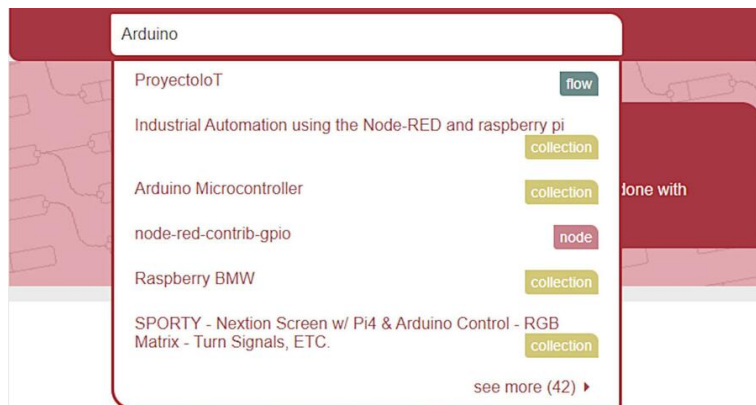 Arduino
ProyectoIoT
flow
Industrial Automation using the Node-RED and raspberry pi
collection
Arduino Microcontroller
collection
done with
node-red-contrib-gpio
node
Raspberry BMW
collection
SPORTY - Nextion Screen w/ Pi4 & Arduino Control - RGB
Matrix - Turn Signals, ETC.
collection
see more (42)